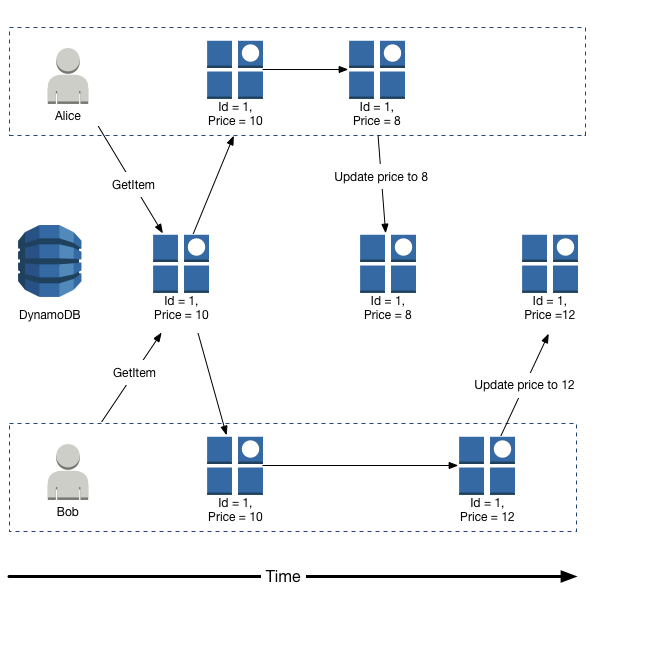 Id = 1,
Price = 10
Id = 1,
Price = 8
Alice
GetItem
Update price to 8
DynamoDB
Id = 1,
Price = 10
Id = 1,
Price = 8
Id = 1,
Price =12
GetItem
Update price to 12
Bob
Id = 1,
Price = 10
Id = 1,
Price = 12
Time